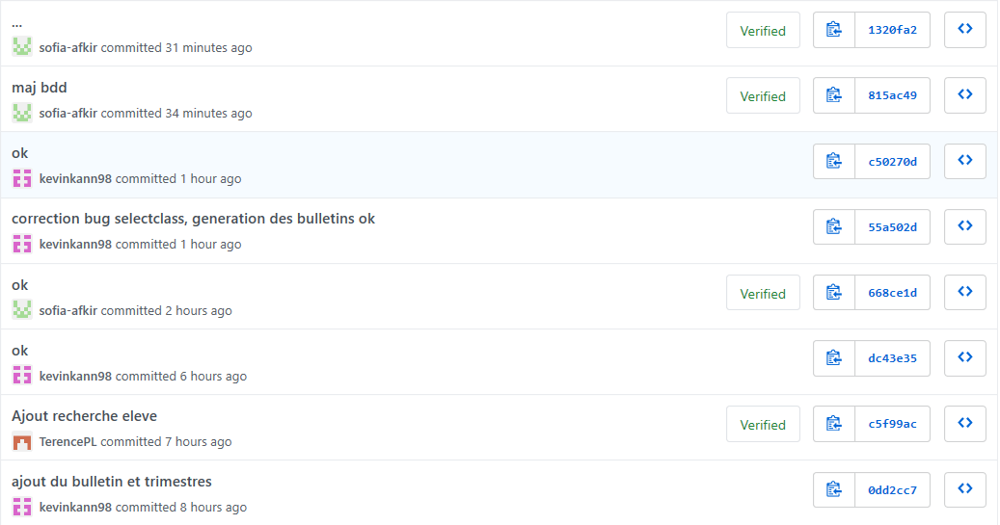 ...
sofia-afkir committed 31 minutes ago
Verified
1320fa2
maj bdd
sofia-afkir committed 34 minutes ago
Verified
815ac49
ok
kevinkann98 committed 1 hour ago
c50270d
correction bug selectclass, generation des bulletins ok
kevinkann98 committed 1 hour ago
55a502d
ok
sofia-afkir committed 2 hours ago
Verified
668ce1d
ok
kevinkann98 committed 6 hours ago
dc43e35
Ajout recherche eleve
TerencePL committed 7 hours ago
Verified
c5f99ac
ajout du bulletin et trimestres
kevinkann98 committed 8 hours ago
0dd2cc7